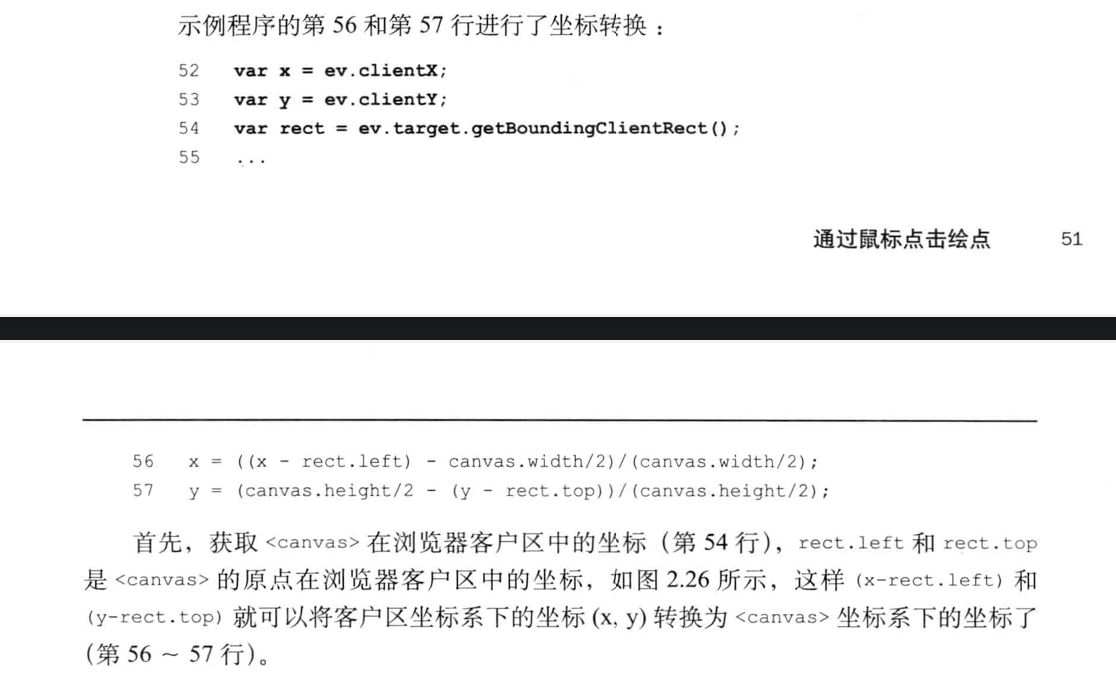 示例程序的第 56 和第 57 行进行了坐标转换：
52 var x = ev.clientX;
53 var y = ev.clientY;
54 var rect = ev.target.getBoundingClientRect();
55 ...
通过鼠标点击绘点 51
56 x = ((x - rect.left) - canvas.width/2)/(canvas.width/2);
57 y = (canvas.height/2 - (y - rect.top))/(canvas.height/2);
首先，获取 <canvas> 在浏览器客户区中的坐标（第 54 行），rect.left 和 rect.top
是 <canvas> 的原点在浏览器客户区中的坐标，如图 2.26 所示，这样 (x-rect.left) 和
(y-rect.top) 就可以将客户区坐标系下的坐标 (x, y) 转换为 <canvas> 坐标系下的坐标了
（第 56 ~ 57 行）。